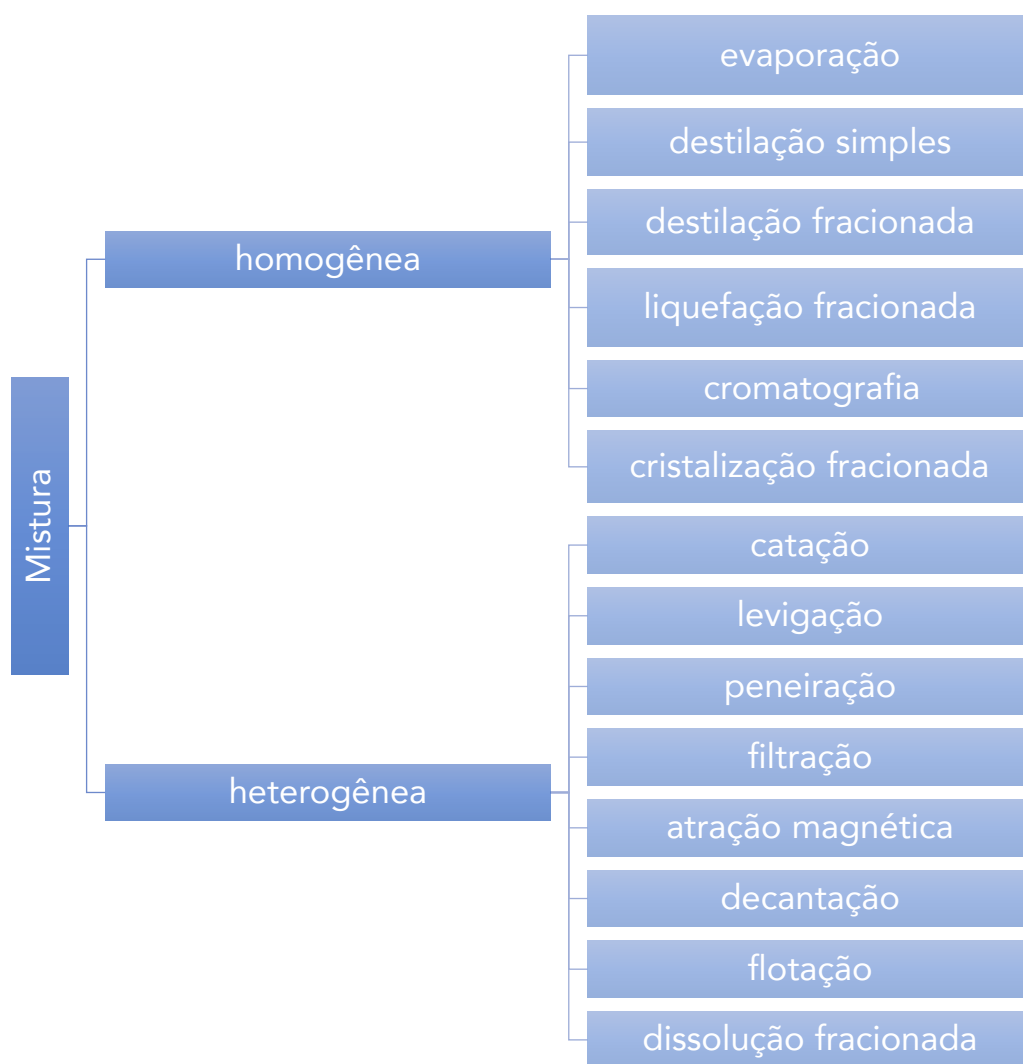 Mistura
homogênea
evaporação
destilação simples
destilação fracionada
liquefação fracionada
cromatografia
cristalização fracionada
heterogênea
catação
levigação
peneiração
filtração
atração magnética
decantação
flotação
dissolução fracionada